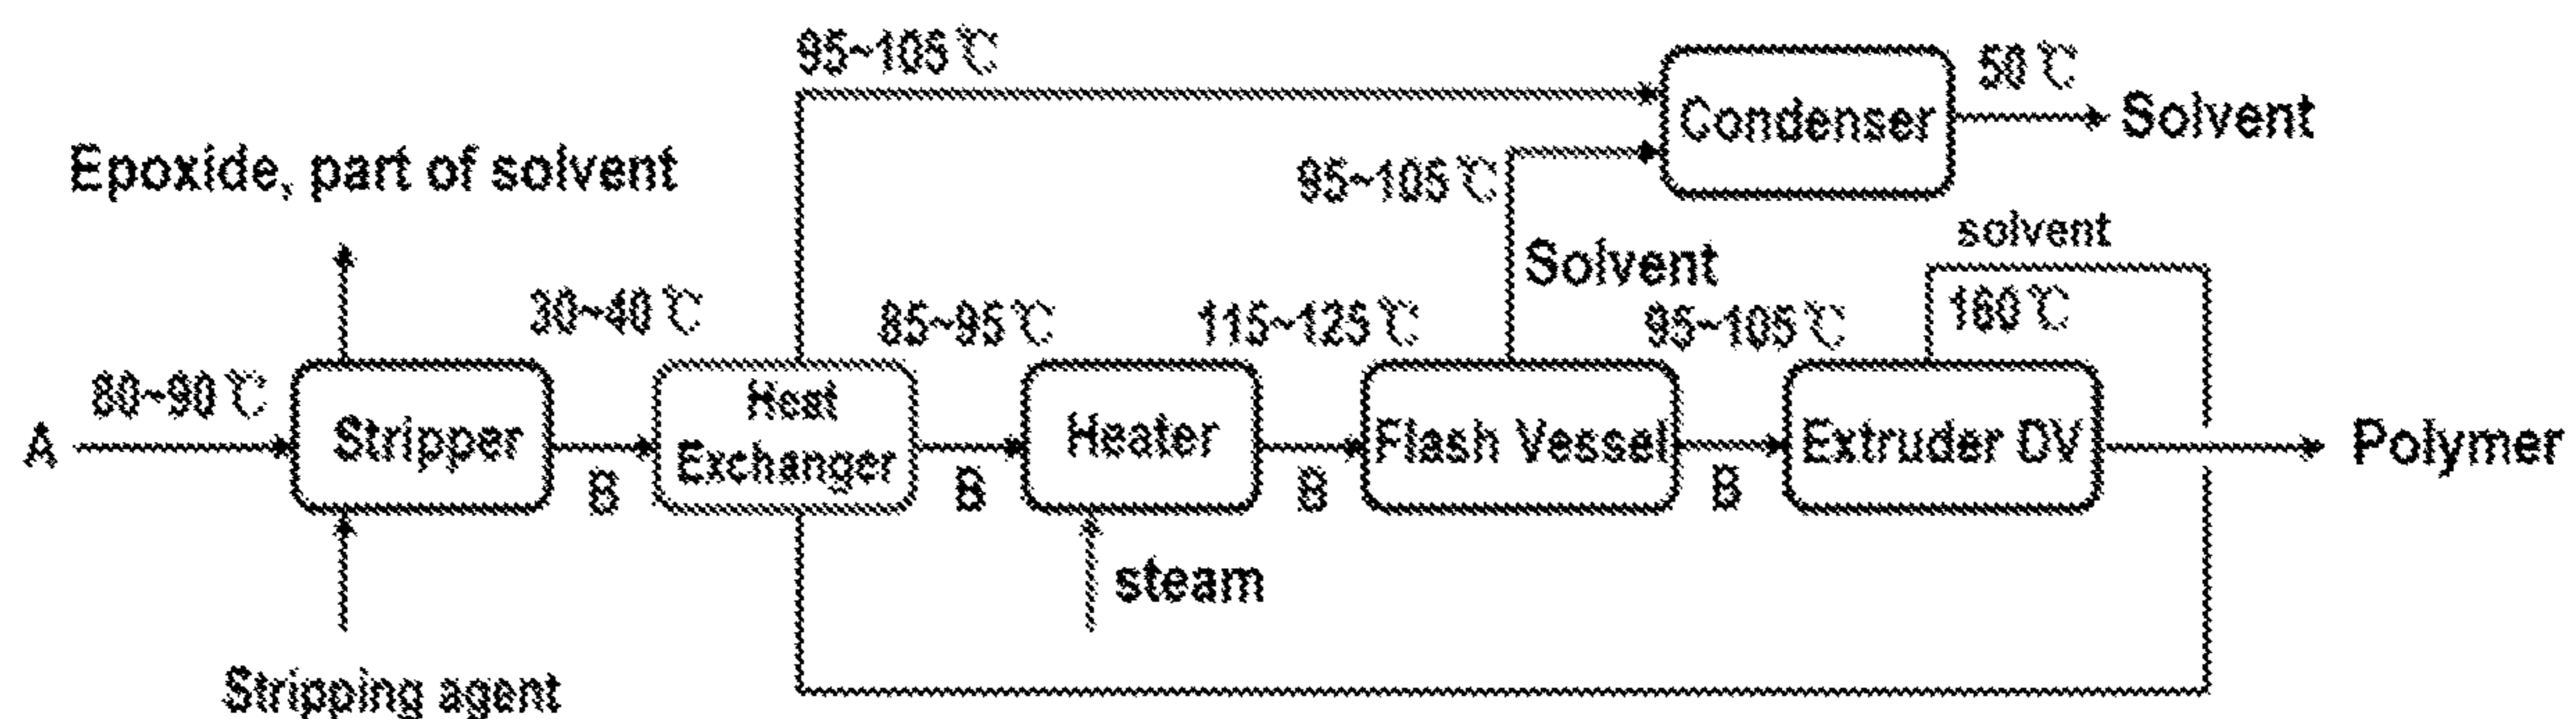 95~105℃
Condenser
50℃
Solvent
Epoxide, part of solvent
95~105℃
Solvent
solvent
160℃
30~40℃
85~95℃
115~125℃
95~105℃
80~90℃
A
Stripper
B
Heat
Exchanger
B
Heater
B
Flash Vessel
B
Extruder DV
Polymer
steam
Stripping agent